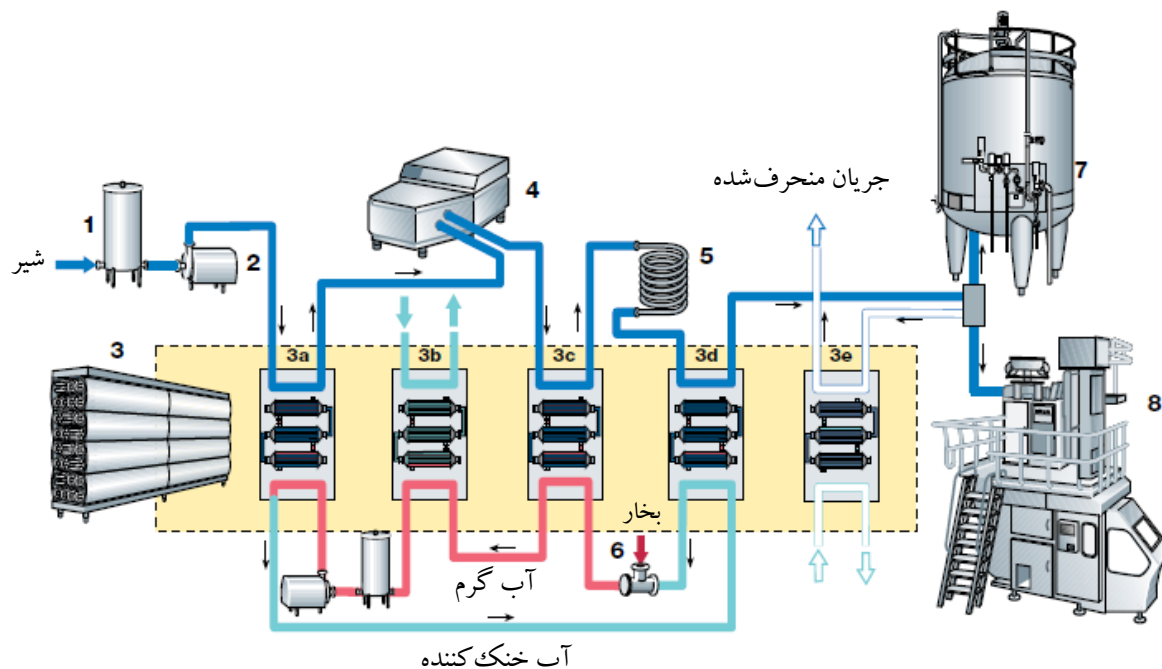 جریان منحرف‌شده
7
4
1
2
5
شیر
3
3a
3b
3c
3d
3e
8
بخار
6
آب گرم
آب خنک‌کننده